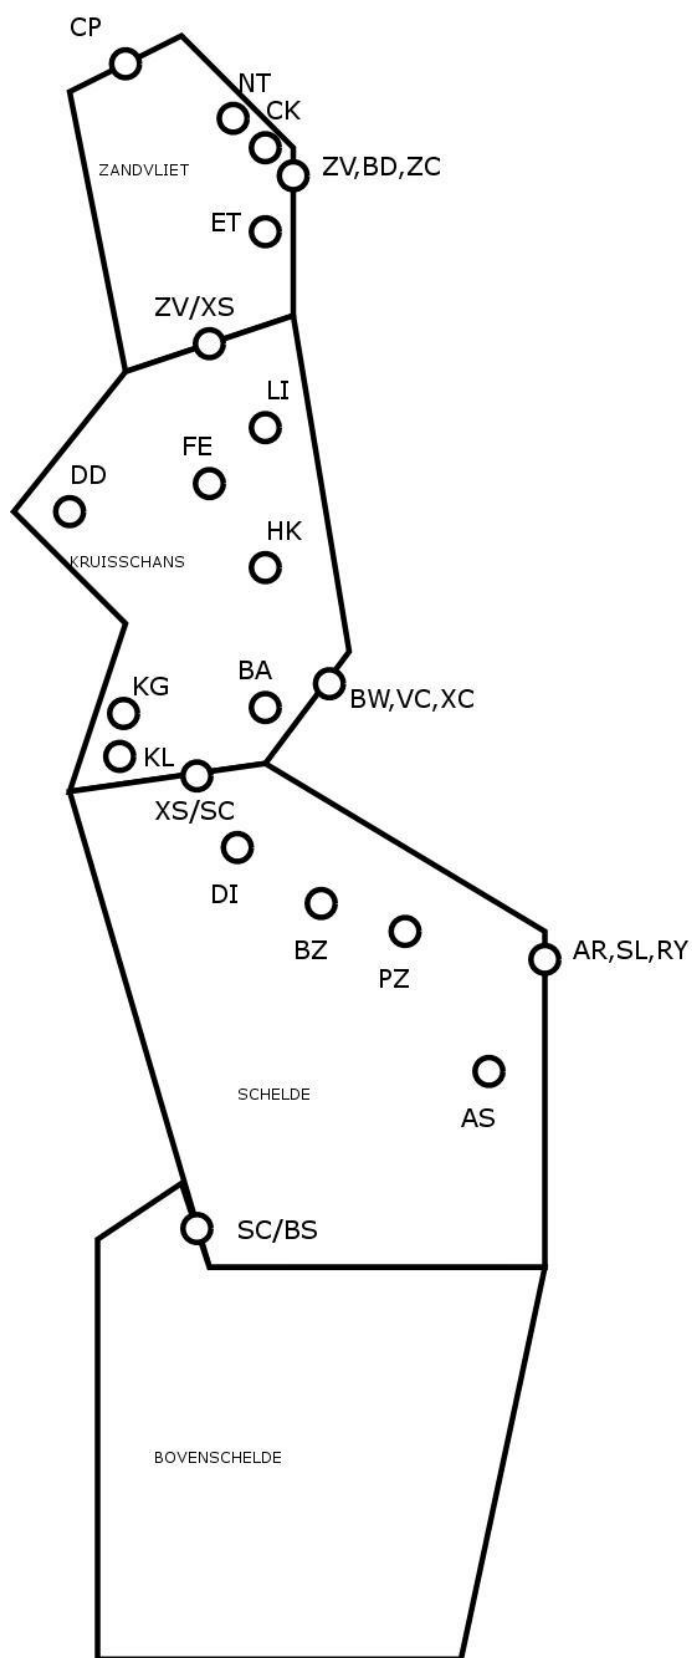 CP
NT
CK
ZANDVLIET
ZV,BD,ZC
ET
ZV/XS
LI
FE
DD
HK
KRUISSCHANS
BA
KG
BW,VC,XC
KL
XS/SC
DI
BZ
AR,SL,RY
PZ
SCHELDE
AS
SC/BS
BOVENSCHELDE